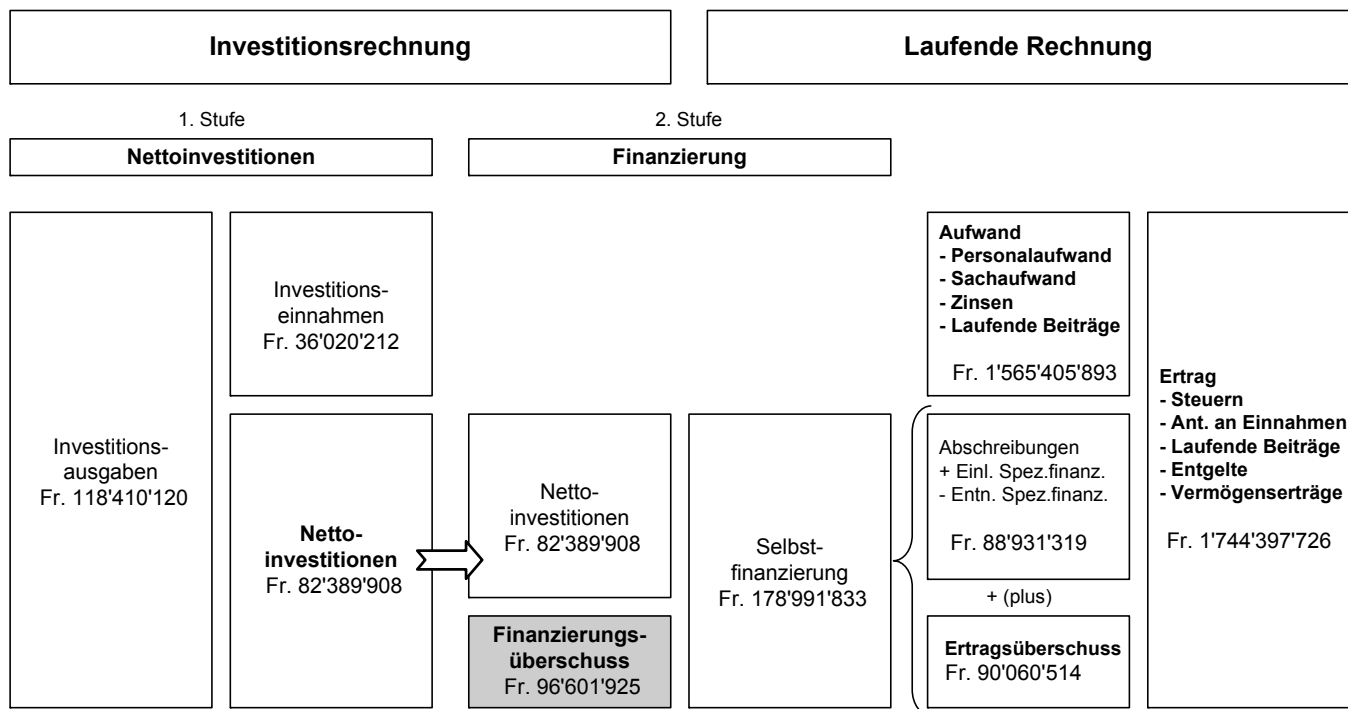 Investitionsrechnung
Laufende Rechnung
1. Stufe
2. Stufe
Nettoinvestitionen
Finanzierung
Investitions-
ausgaben
Fr. 118'410'120
Investitions-
einnahmen
Fr. 36'020'212
Netto-
investitionen
Fr. 82'389'908
Netto-
investitionen
Fr. 82'389'908
Finanzierungs-
überschuss
Fr. 96'601'925
Selbst-
finanzierung
Fr. 178'991'833
Aufwand
- Personalaufwand
- Sachaufwand
- Zinsen
- Laufende Beiträge
Fr. 1'565'405'893
Abschreibungen
+ Einl. Spez.finanz.
- Entn. Spez.finanz.
Fr. 88'931'319
+ (plus)
Ertragsüberschuss
Fr. 90'060'514
Ertrag
- Steuern
- Ant. an Einnahmen
- Laufende Beiträge
- Entgelte
- Vermögenserträge
Fr. 1'744'397'726